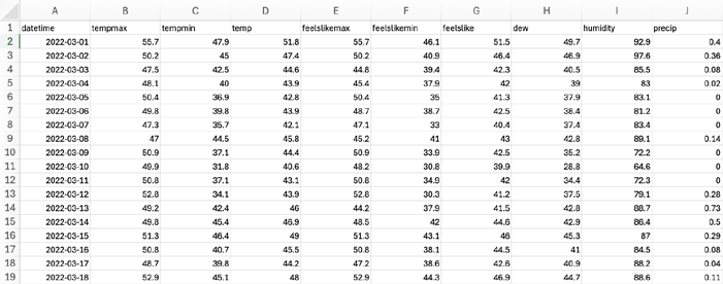 A B C D E F G H I J
1 datetime tempmax tempmin temp feelslikemax feelslikemin feelslike dew humidity precip
2 2022-03-01 55.7 47.9 51.8 55.7 46.1 51.5 49.7 92.9 0.4
3 2022-03-02 50.2 45 47.4 50.2 40.9 46.4 46.9 97.6 0.36
4 2022-03-03 47.5 42.5 44.6 44.8 39.4 42.3 40.5 85.5 0.08
5 2022-03-04 48.1 40 43.9 45.4 37.9 42 39 83 0.02
6 2022-03-05 50.4 36.9 42.8 50.4 35 41.3 37.9 83.1 0
7 2022-03-06 49.8 39.8 43.9 48.7 38.7 42.5 38.4 81.2 0
8 2022-03-07 47.3 35.7 42.1 47.1 33 40.4 37.4 83.4 0
9 2022-03-08 47 44.5 45.8 45.2 41 43 42.8 89.1 0.14
10 2022-03-09 50.9 37.1 44.4 50.9 33.9 42.5 35.2 72.2 0
11 2022-03-10 49.9 31.8 40.6 48.2 30.8 39.9 28.8 64.6
12 2022-03-11 50.8 37.1 43.1 50.8 34.9 42 34.4 72.3 0
13 2022-03-12 52.8 34.1 43.9 52.8 30.3 41.2 37.5 79.1 0.28
14 2022-03-13 49.2 42.4 46 44.2 37.9 41.5 42.8 88.7 0.73
15 2022-03-14 49.8 45.4 46.9 48.5 42 44.6 42.9 86.4 0.5
16 2022-03-15 51.3 46.4 49 51.3 43.1 46 45.3 87 0.29
17 2022-03-16 50.8 40.7 45.5 50.8 38.1 44.5 41 84.5 0.08
18 2022-03-17 48.7 39.8 44.2 47.2 38.6 42.6 40.9 88.2 0.04
19 2022-03-18 52.9 45.1 48 52.9 44.3 46.9 44.7 88.6 0.11